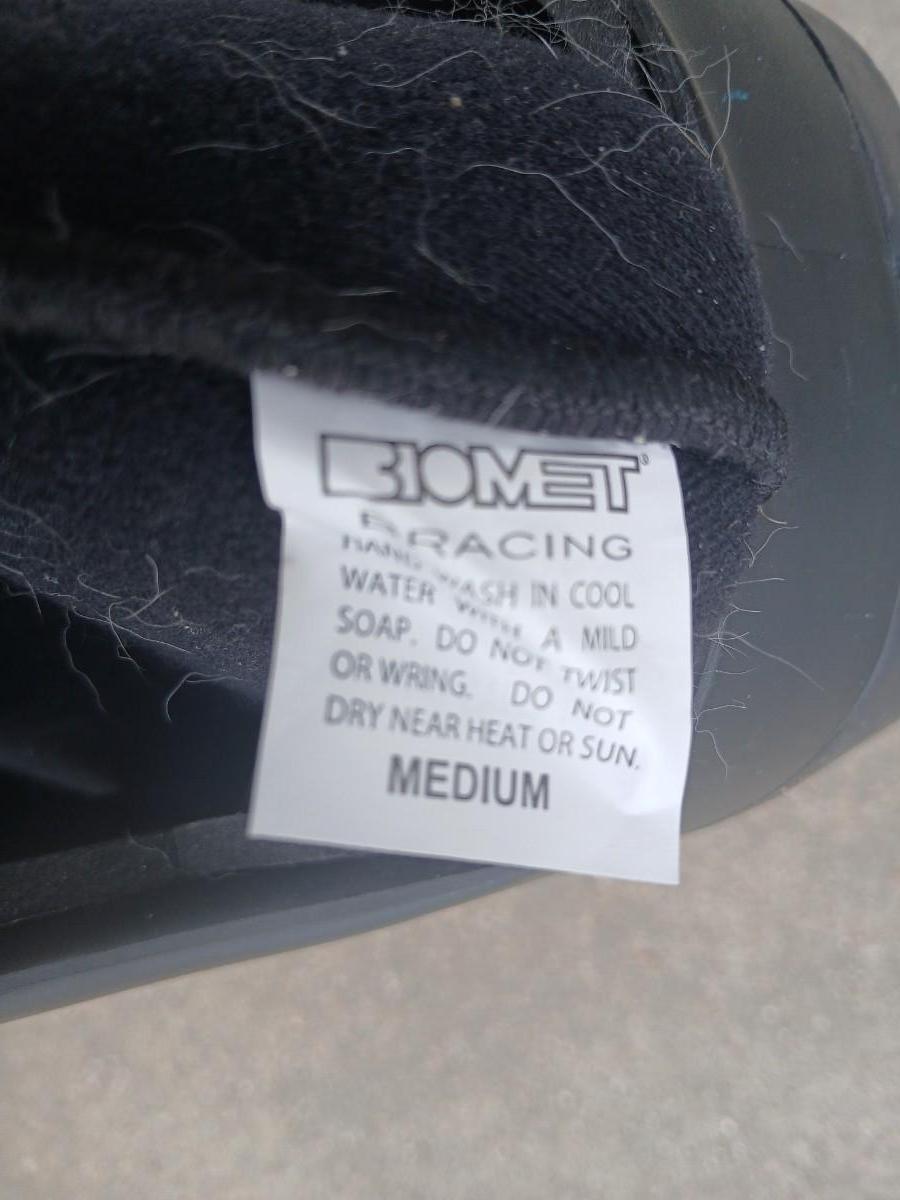 BIOMET®
RACING
HAND WASH IN COOL
WATER WITH A MILD
SOAP. DO NOT TWIST
OR WRING. DO NOT
DRY NEAR HEAT OR SUN.
MEDIUM